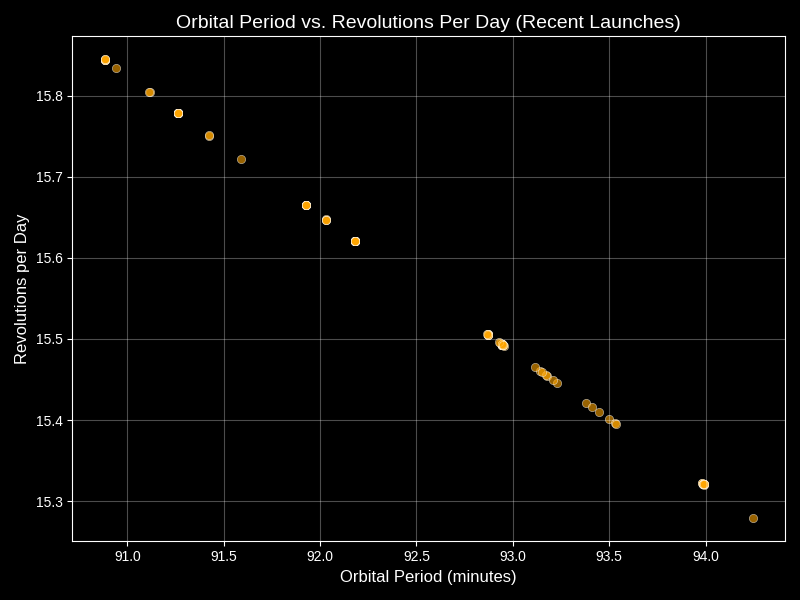 Orbital Period vs. Revolutions Per Day (Recent Launches)
15.8
15.7
15.6
15.5
15.4
15.3
Revolutions per Day
91.0 91.5 92.0 92.5 93.0 93.5 94.0
Orbital Period (minutes)